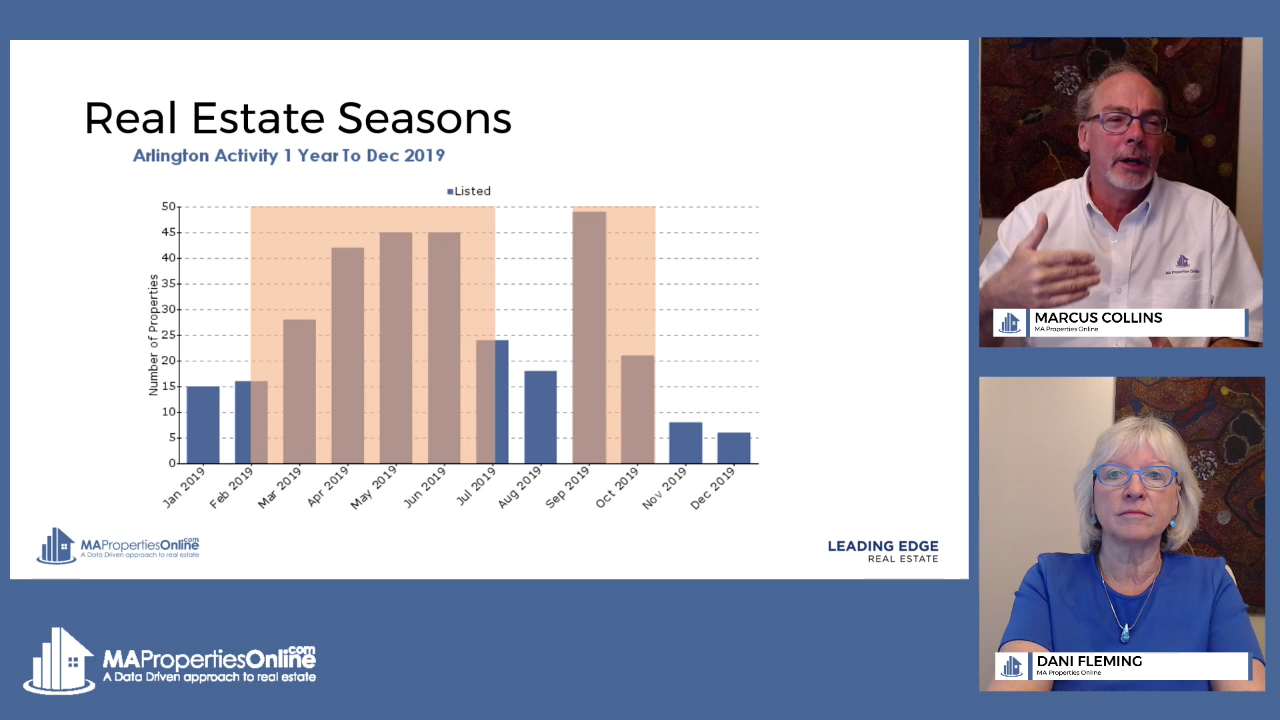 Real Estate Seasons
Arlington Activity 1 Year To Dec 2019
Listed
Number of Properties
50
45
40
35
30
25
20
15
10
5
0
Jan 2019
Feb 2019
Mar 2019
Apr 2019
May 2019
Jun 2019
Jul 2019
Aug 2019
Sep 2019
Oct 2019
Nov 2019
Dec 2019
MAPropertiesOnline.com
A Data Driven approach to real estate
LEADING EDGE
REAL ESTATE
MA Properties Online
MARCUS COLLINS
MA Properties Online
DANI FLEMING
MA Properties Online
MAPropertiesOnline.com
A Data Driven approach to real estate